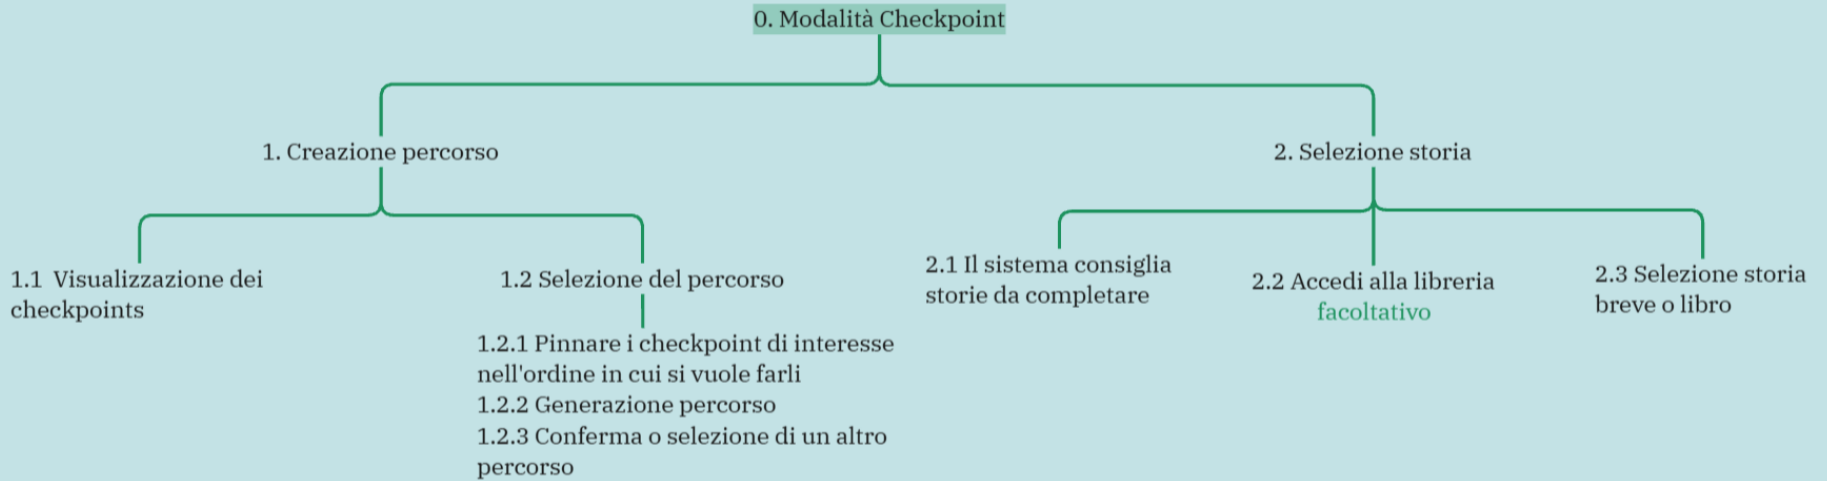 0. Modalità Checkpoint
1. Creazione percorso
2. Selezione storia
1.1 Visualizzazione dei
checkpoints
1.2 Selezione del percorso
1.2.1 Pinnare i checkpoint di interesse
nell'ordine in cui si vuole farli
1.2.2 Generazione percorso
1.2.3 Conferma o selezione di un altro
percorso
2.1 Il sistema consiglia
storie da completare
2.2 Accedi alla libreria
facoltativo
2.3 Selezione storia
breve o libro